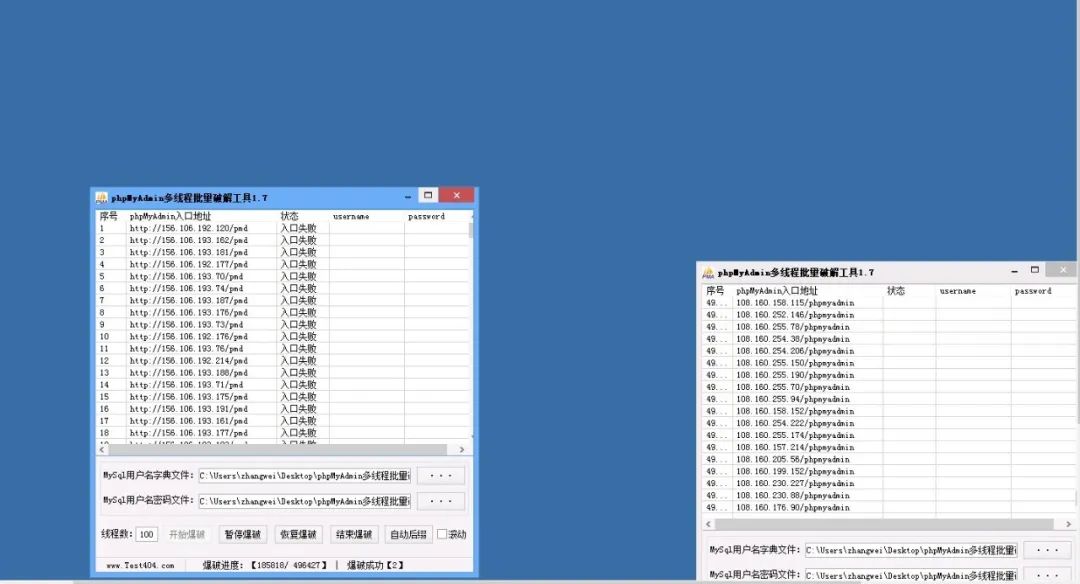 phpMyAdmin多线程批量破解工具1.7
序号 phpMyAdmin入口地址 状态 username password
1 http://156.106.192.120/pmd 入口失败
2 http://156.106.193.162/pmd 入口失败
3 http://156.106.193.181/pmd 入口失败
4 http://156.106.192.177/pmd 入口失败
5 http://156.106.193.70/pmd 入口失败
6 http://156.106.193.74/pmd 入口失败
7 http://156.106.193.187/pmd 入口失败
8 http://156.106.193.176/pmd 入口失败
9 http://156.106.193.73/pmd 入口失败
10 http://156.106.192.176/pmd 入口失败
11 http://156.106.193.76/pmd 入口失败
12 http://156.106.192.214/pmd 入口失败
13 http://156.106.193.188/pmd 入口失败
14 http://156.106.193.71/pmd 入口失败
15 http://156.106.193.175/pmd 入口失败
16 http://156.106.193.191/pmd 入口失败
17 http://156.106.193.161/pmd 入口失败
18 http://156.106.193.177/pmd 入口失败
MySql用户名字典文件: C:\Users\zhangwei\Desktop\phpMyAdmin多线程批量 ...
MySql用户名密码文件: C:\Users\zhangwei\Desktop\phpMyAdmin多线程批量 ...
线程数: 100 开始爆破 暂停爆破 恢复爆破 结束爆破 自动后缀 滚动
www.Test404.com 爆破进度:【185818/ 496427】 | 爆破成功【2】
phpMyAdmin多线程批量破解工具1.7
序号 phpMyAdmin入口地址 状态 username password
49... 108.160.158.115/phpmyadmin
49... 108.160.252.146/phpmyadmin
49... 108.160.255.78/phpmyadmin
49... 108.160.254.38/phpmyadmin
49... 108.160.254.206/phpmyadmin
49... 108.160.255.150/phpmyadmin
49... 108.160.255.190/phpmyadmin
49... 108.160.255.70/phpmyadmin
49... 108.160.255.94/phpmyadmin
49... 108.160.158.152/phpmyadmin
49... 108.160.254.222/phpmyadmin
49... 108.160.255.174/phpmyadmin
49... 108.160.157.214/phpmyadmin
49... 108.160.205.56/phpmyadmin
49... 108.160.199.152/phpmyadmin
49... 108.160.230.227/phpmyadmin
49... 108.160.230.88/phpmyadmin
49... 108.160.176.90/phpmyadmin
MySql用户名字典文件: C:\Users\zhangwei\Desktop\phpMyAdmin多线程批量 ...
MySql用户名密码文件: C:\Users\zhangwei\Desktop\phpMyAdmin多线程批量 ...